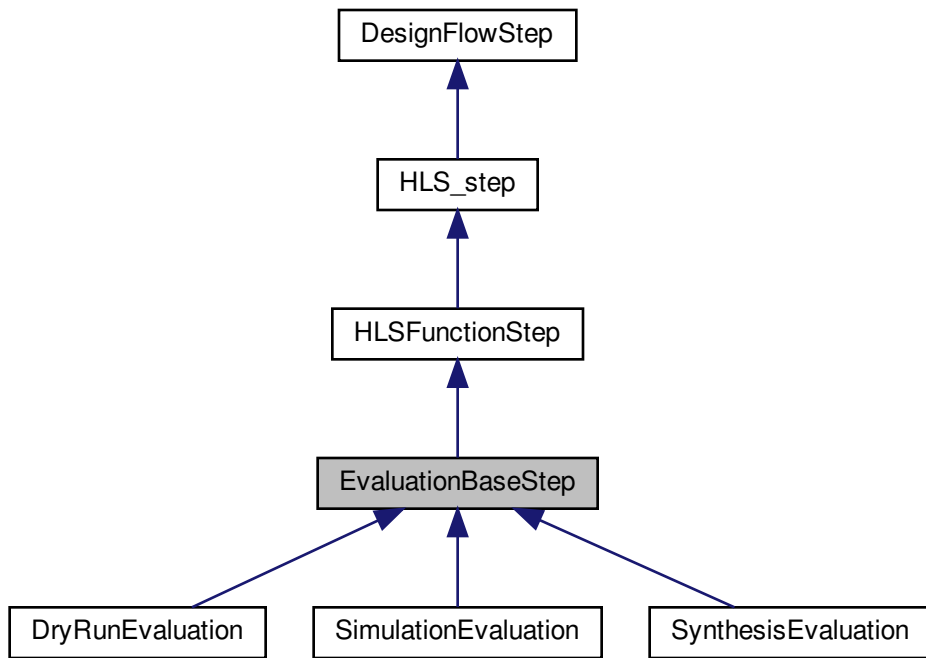 DesignFlowStep
HLS_step
HLSFunctionStep
EvaluationBaseStep
DryRunEvaluation
SimulationEvaluation
SynthesisEvaluation